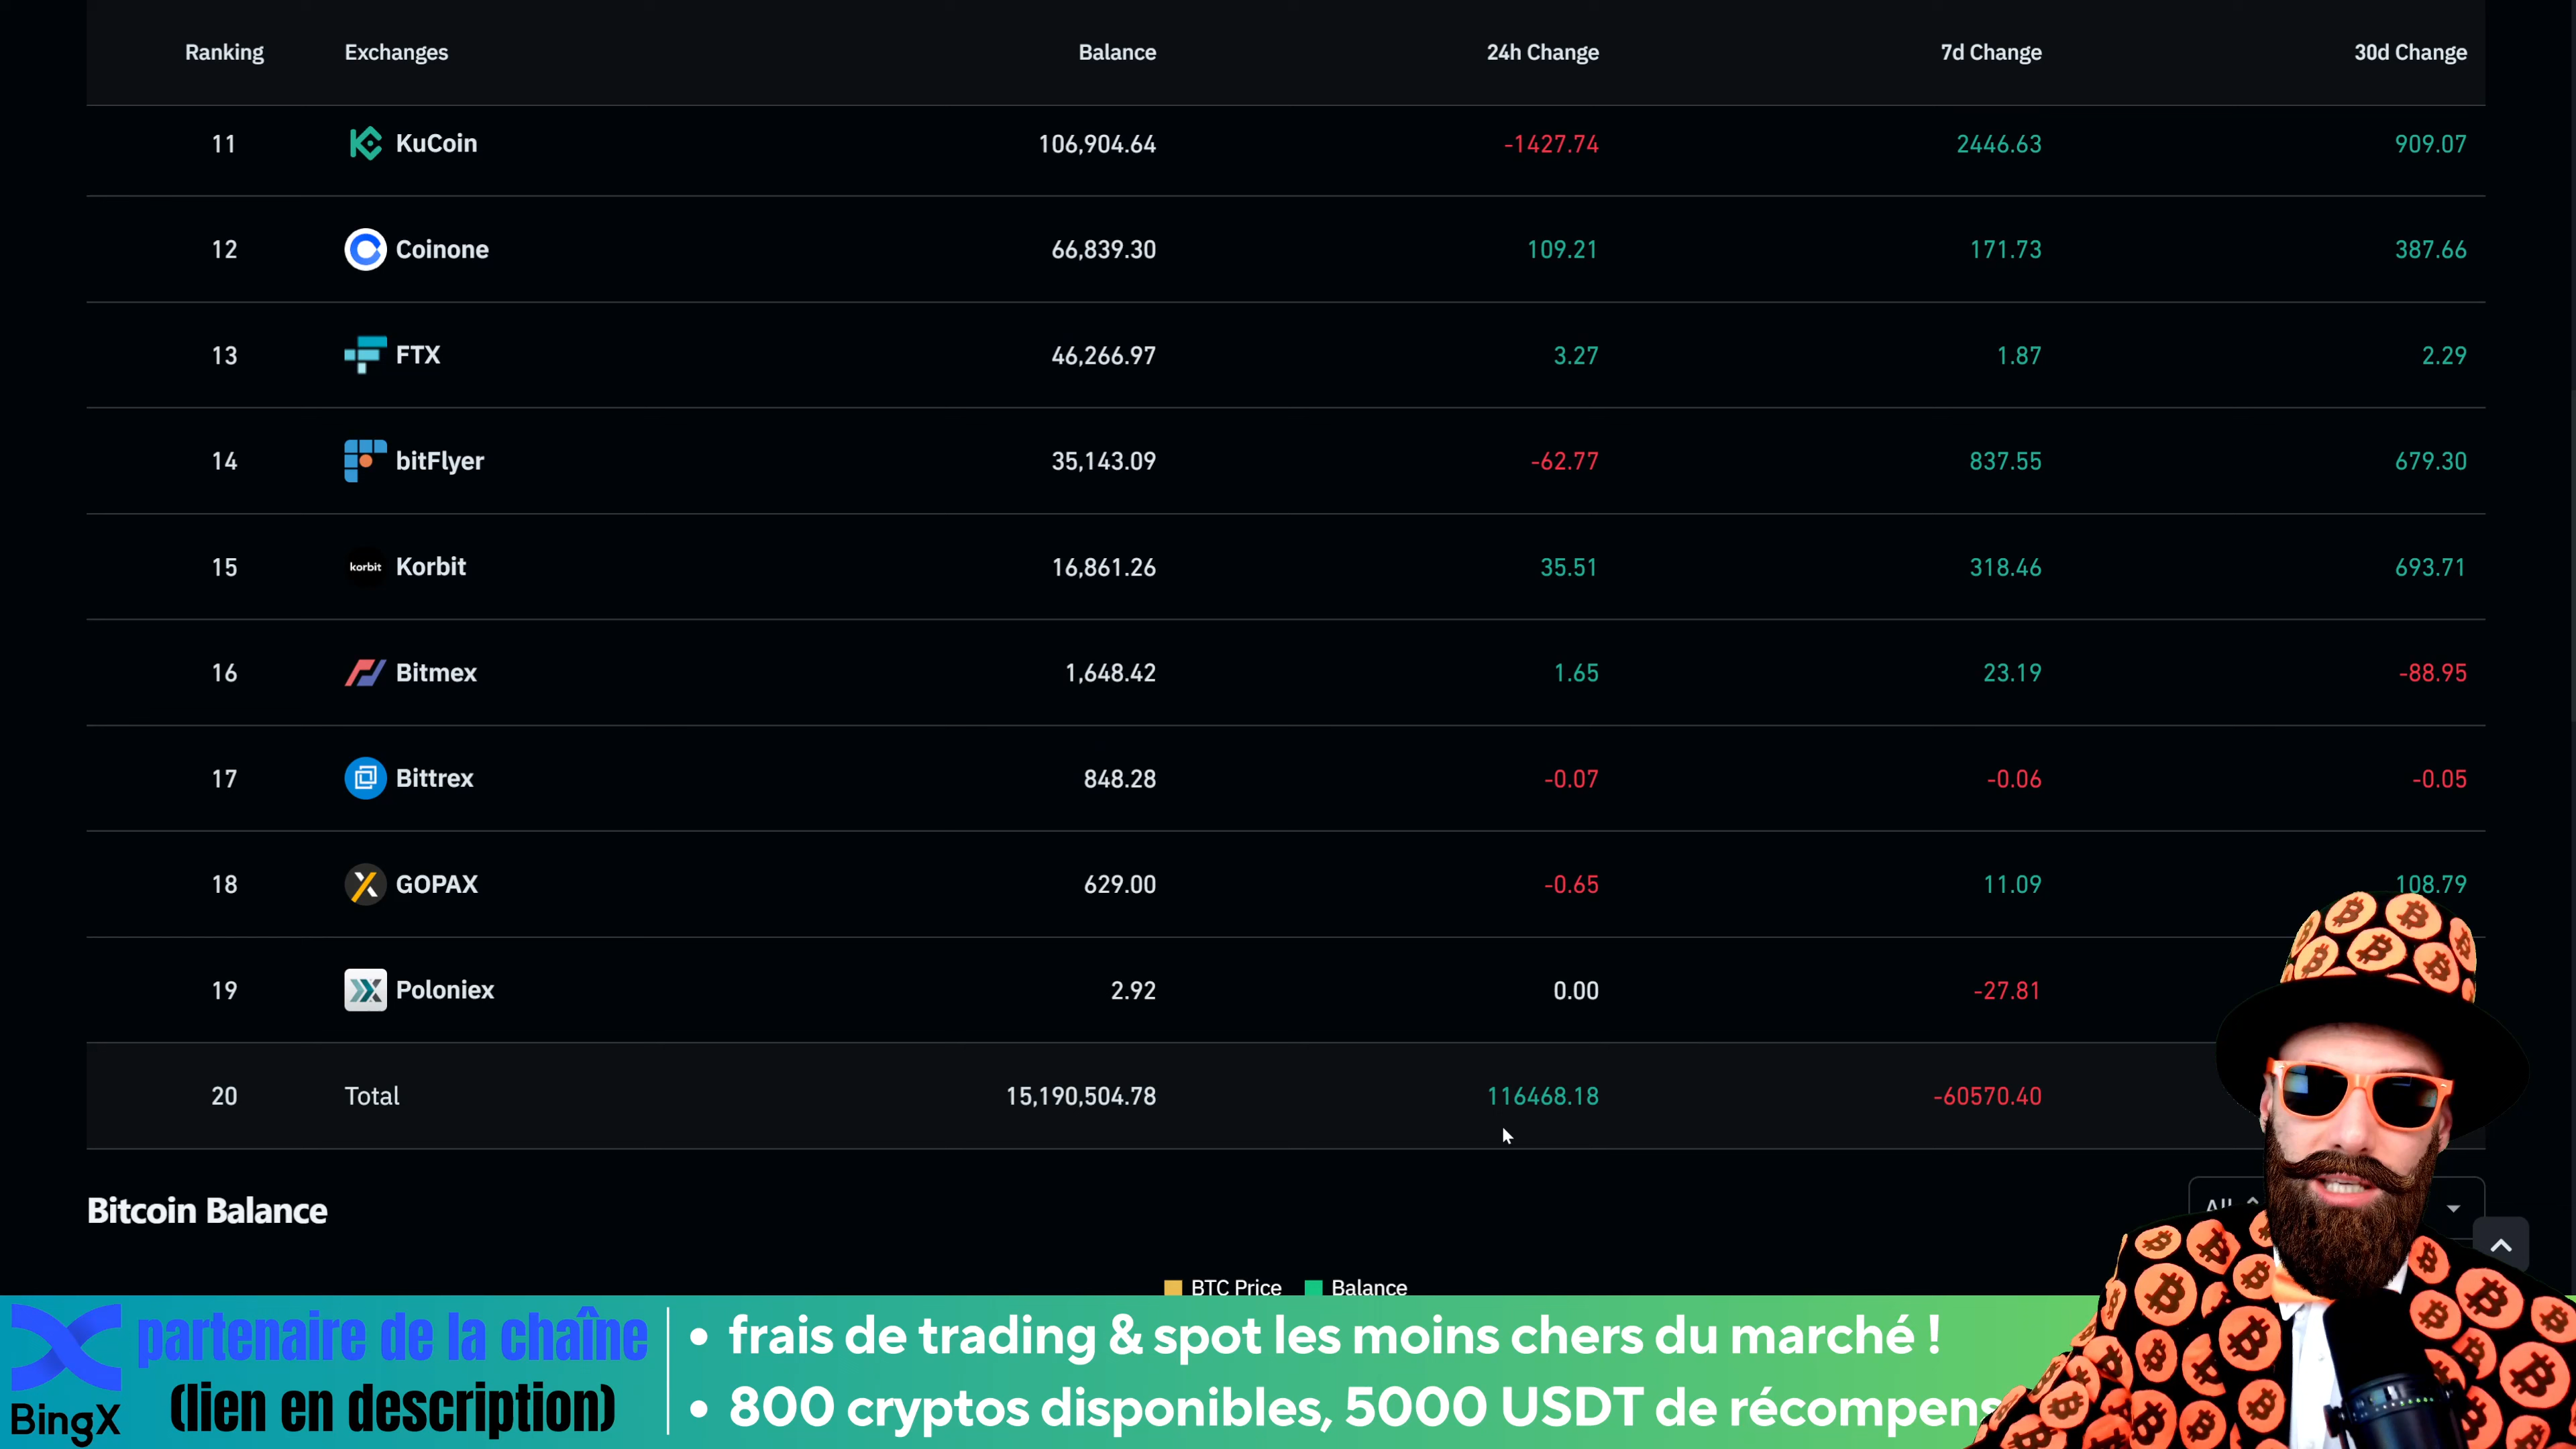 Ranking Exchanges Balance 24h Change 7d Change 30d Change
11 KuCoin 106,904.64 -1427.74 2446.63 909.07
12 Coinone 66,839.30 109.21 171.73 387.66
13 FTX 46,266.97 3.27 1.87 2.29
14 bitFlyer 35,143.09 -62.77 837.55 679.30
15 korbit Korbit 16,861.26 35.51 318.46 693.71
16 Bitmex 1,648.42 1.65 23.19 -88.95
17 Bittrex 848.28 -0.07 -0.06 -0.05
18 GOPAX 629.00 -0.65 11.09 108.79
19 Poloniex 2.92 0.00 -27.81
20 Total 15,190,504.78 116468.18 -60570.40
Bitcoin Balance
All
BTC Price Balance
partenaire de la chaîne
(lien en description)
BingX
• frais de trading & spot les moins chers du marché !
• 800 cryptos disponibles, 5000 USDT de récompens